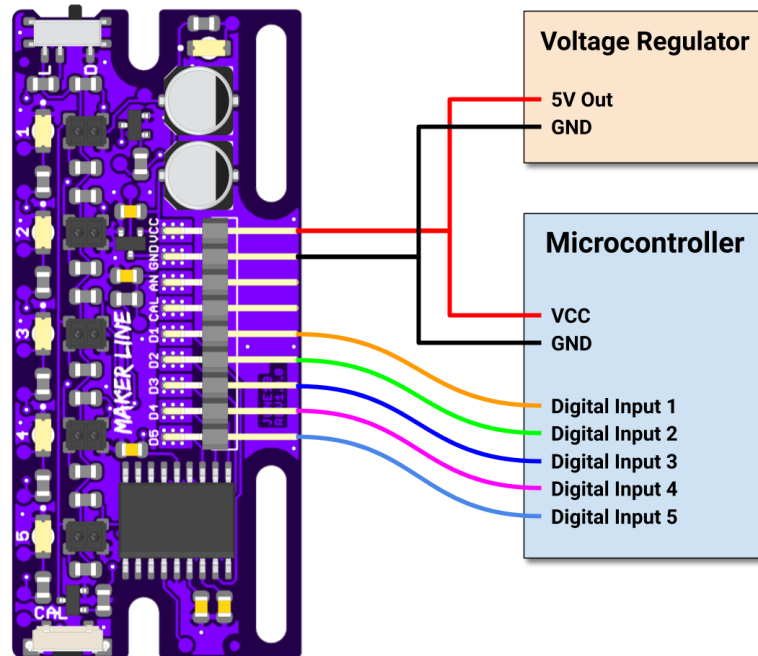 L
D
1
2
3
4
5
CAL
MAKER LINE
VCC
GND
AN
CAL
D1
D2
D3
D4
D5
Voltage Regulator
5V Out
GND
Microcontroller
VCC
GND
Digital Input 1
Digital Input 2
Digital Input 3
Digital Input 4
Digital Input 5